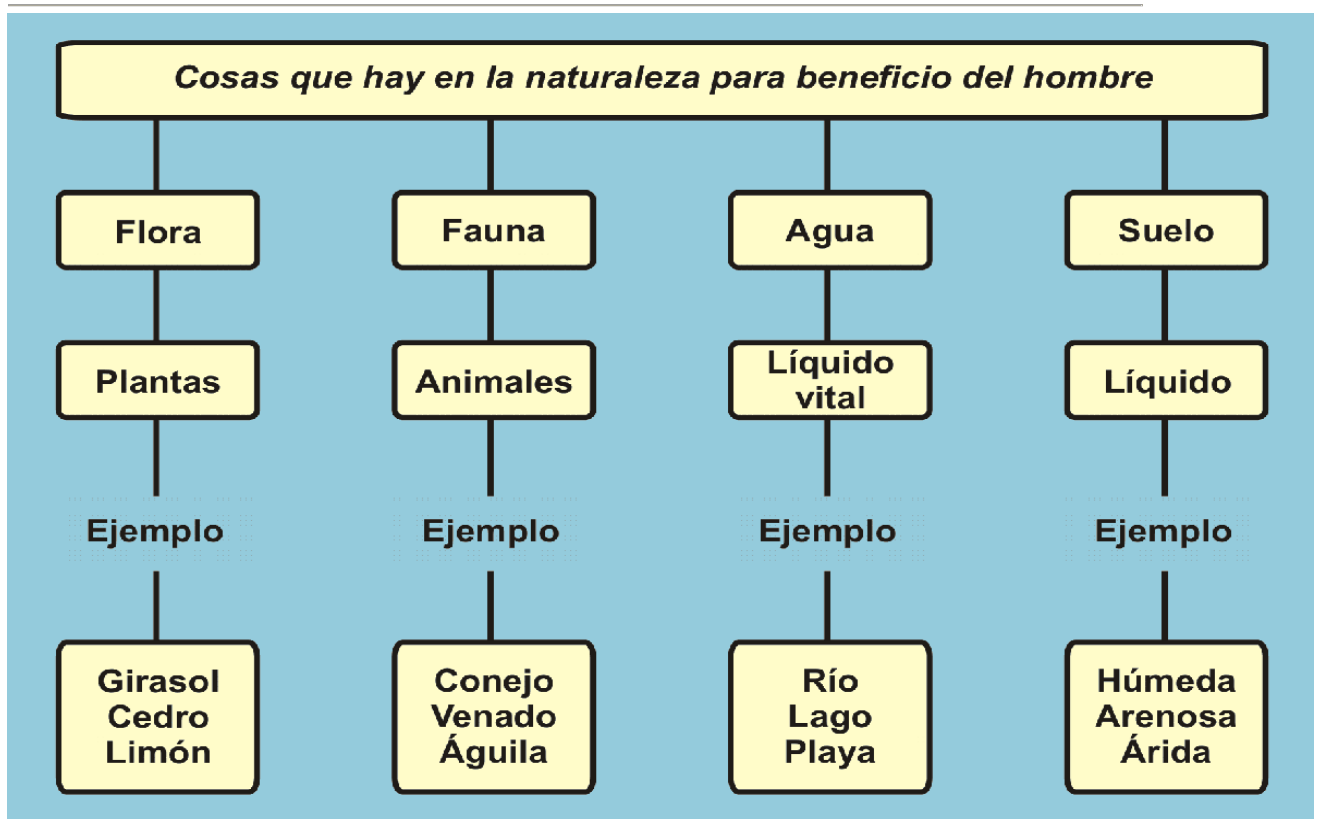 Cosas que hay en la naturaleza para beneficio del hombre
Flora
Fauna
Agua
Suelo
Plantas
Animales
Líquido
vital
Líquido
Ejemplo
Ejemplo
Ejemplo
Ejemplo
Girasol
Cedro
Limón
Conejo
Venado
Águila
Río
Lago
Playa
Húmeda
Arenosa
Árida